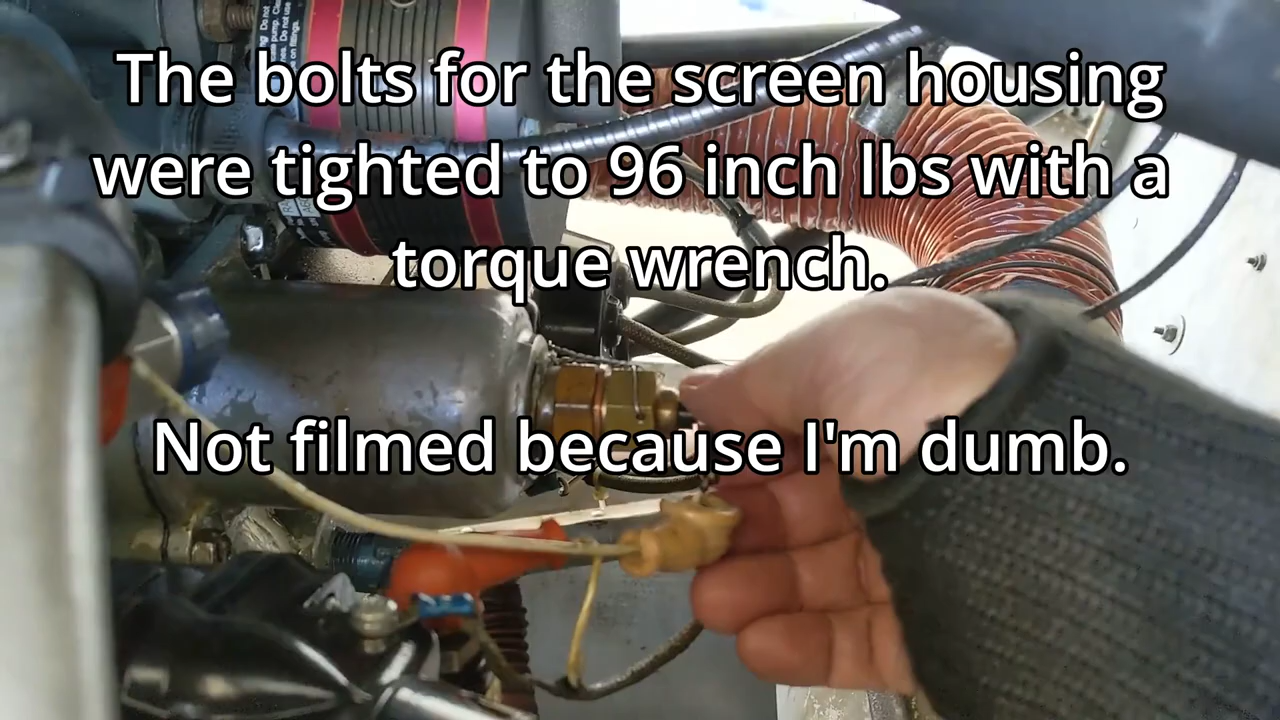 The bolts for the screen housing
were tighted to 96 inch lbs with a
torque wrench.
Not filmed because I'm dumb.